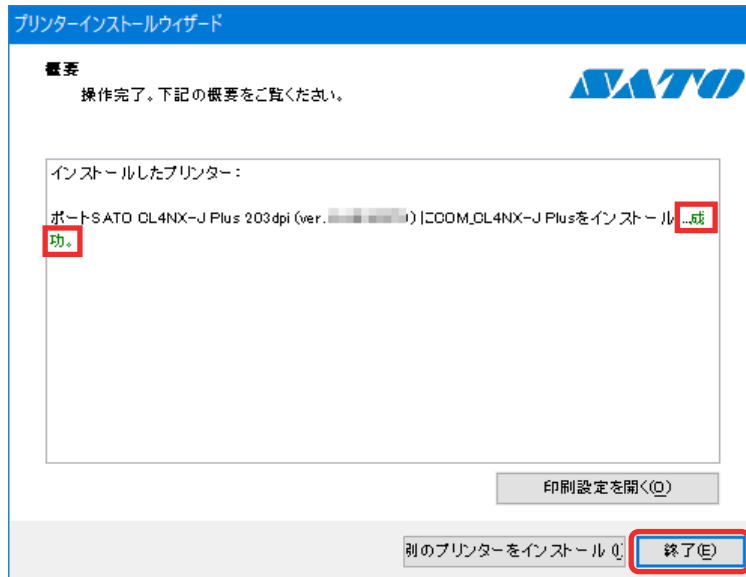 プリンターインストールウィザード
概要
操作完了。下記の概要をご覧ください。
SATO
インストールしたプリンター：
ポートSATO CL4NX-J Plus 203dpi (ver. ) にCOM_CL4NX-J Plusをインストール ...成
功。
印刷設定を開く(O)
別のプリンターをインストール (I)
終了(E)